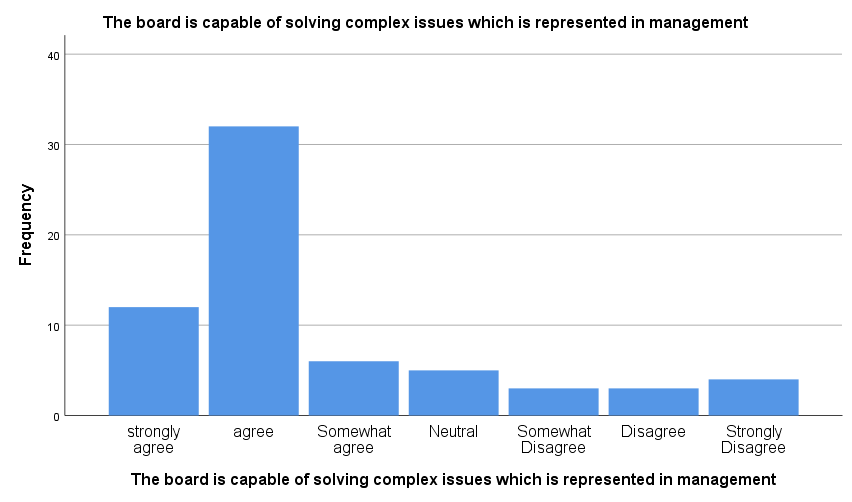 The board is capable of solving complex issues which is represented in management
40
30
20
10
0
Frequency
strongly
agree
agree
Somewhat
agree
Neutral
Somewhat
Disagree
Disagree
Strongly
Disagree
The board is capable of solving complex issues which is represented in management